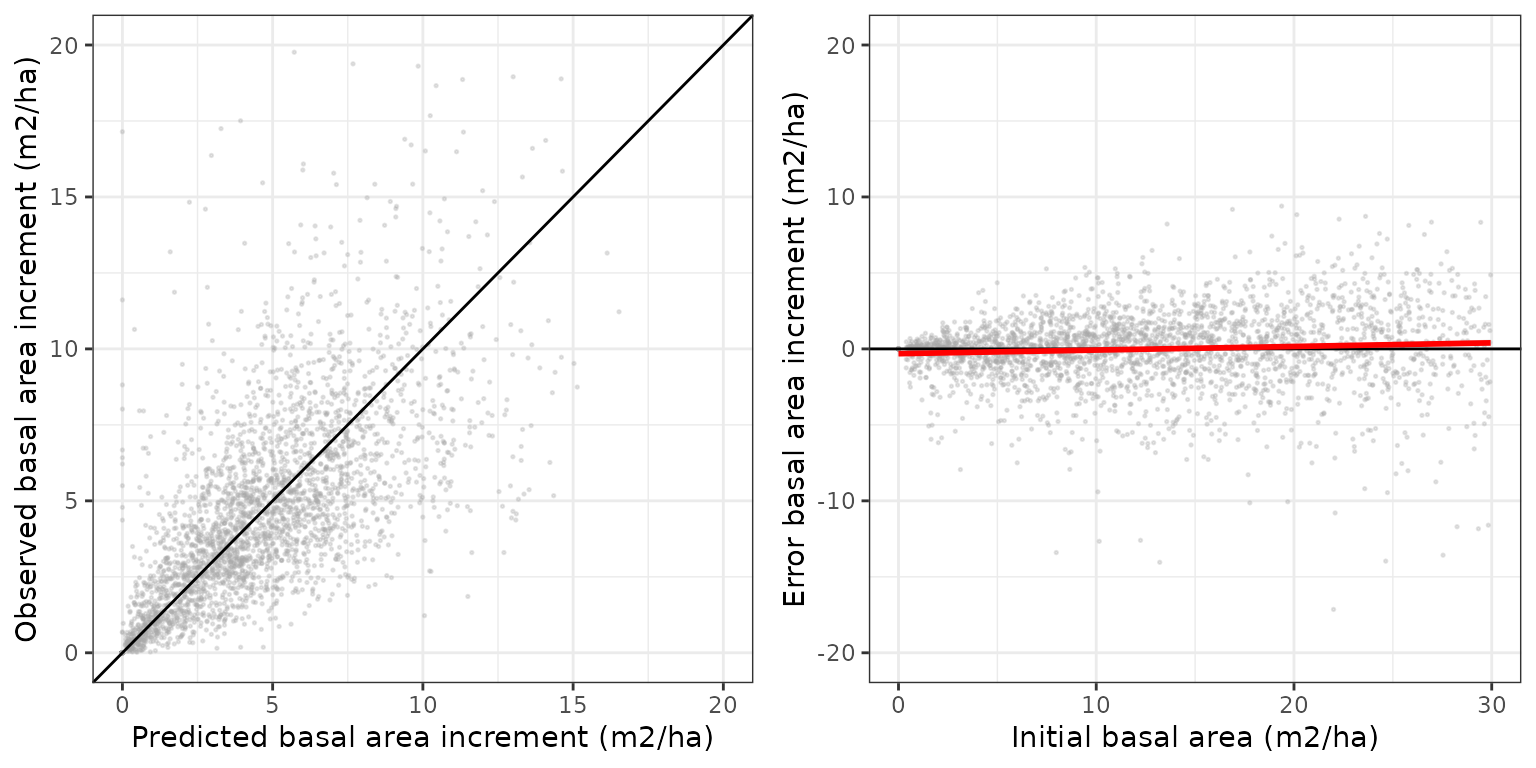 Observed basal area increment (m2/ha)
20
15
10
5
0
0 5 10 15 20
Predicted basal area increment (m2/ha)
Error basal area increment (m2/ha)
20
10
0
-10
-20
0 10 20 30
Initial basal area (m2/ha)